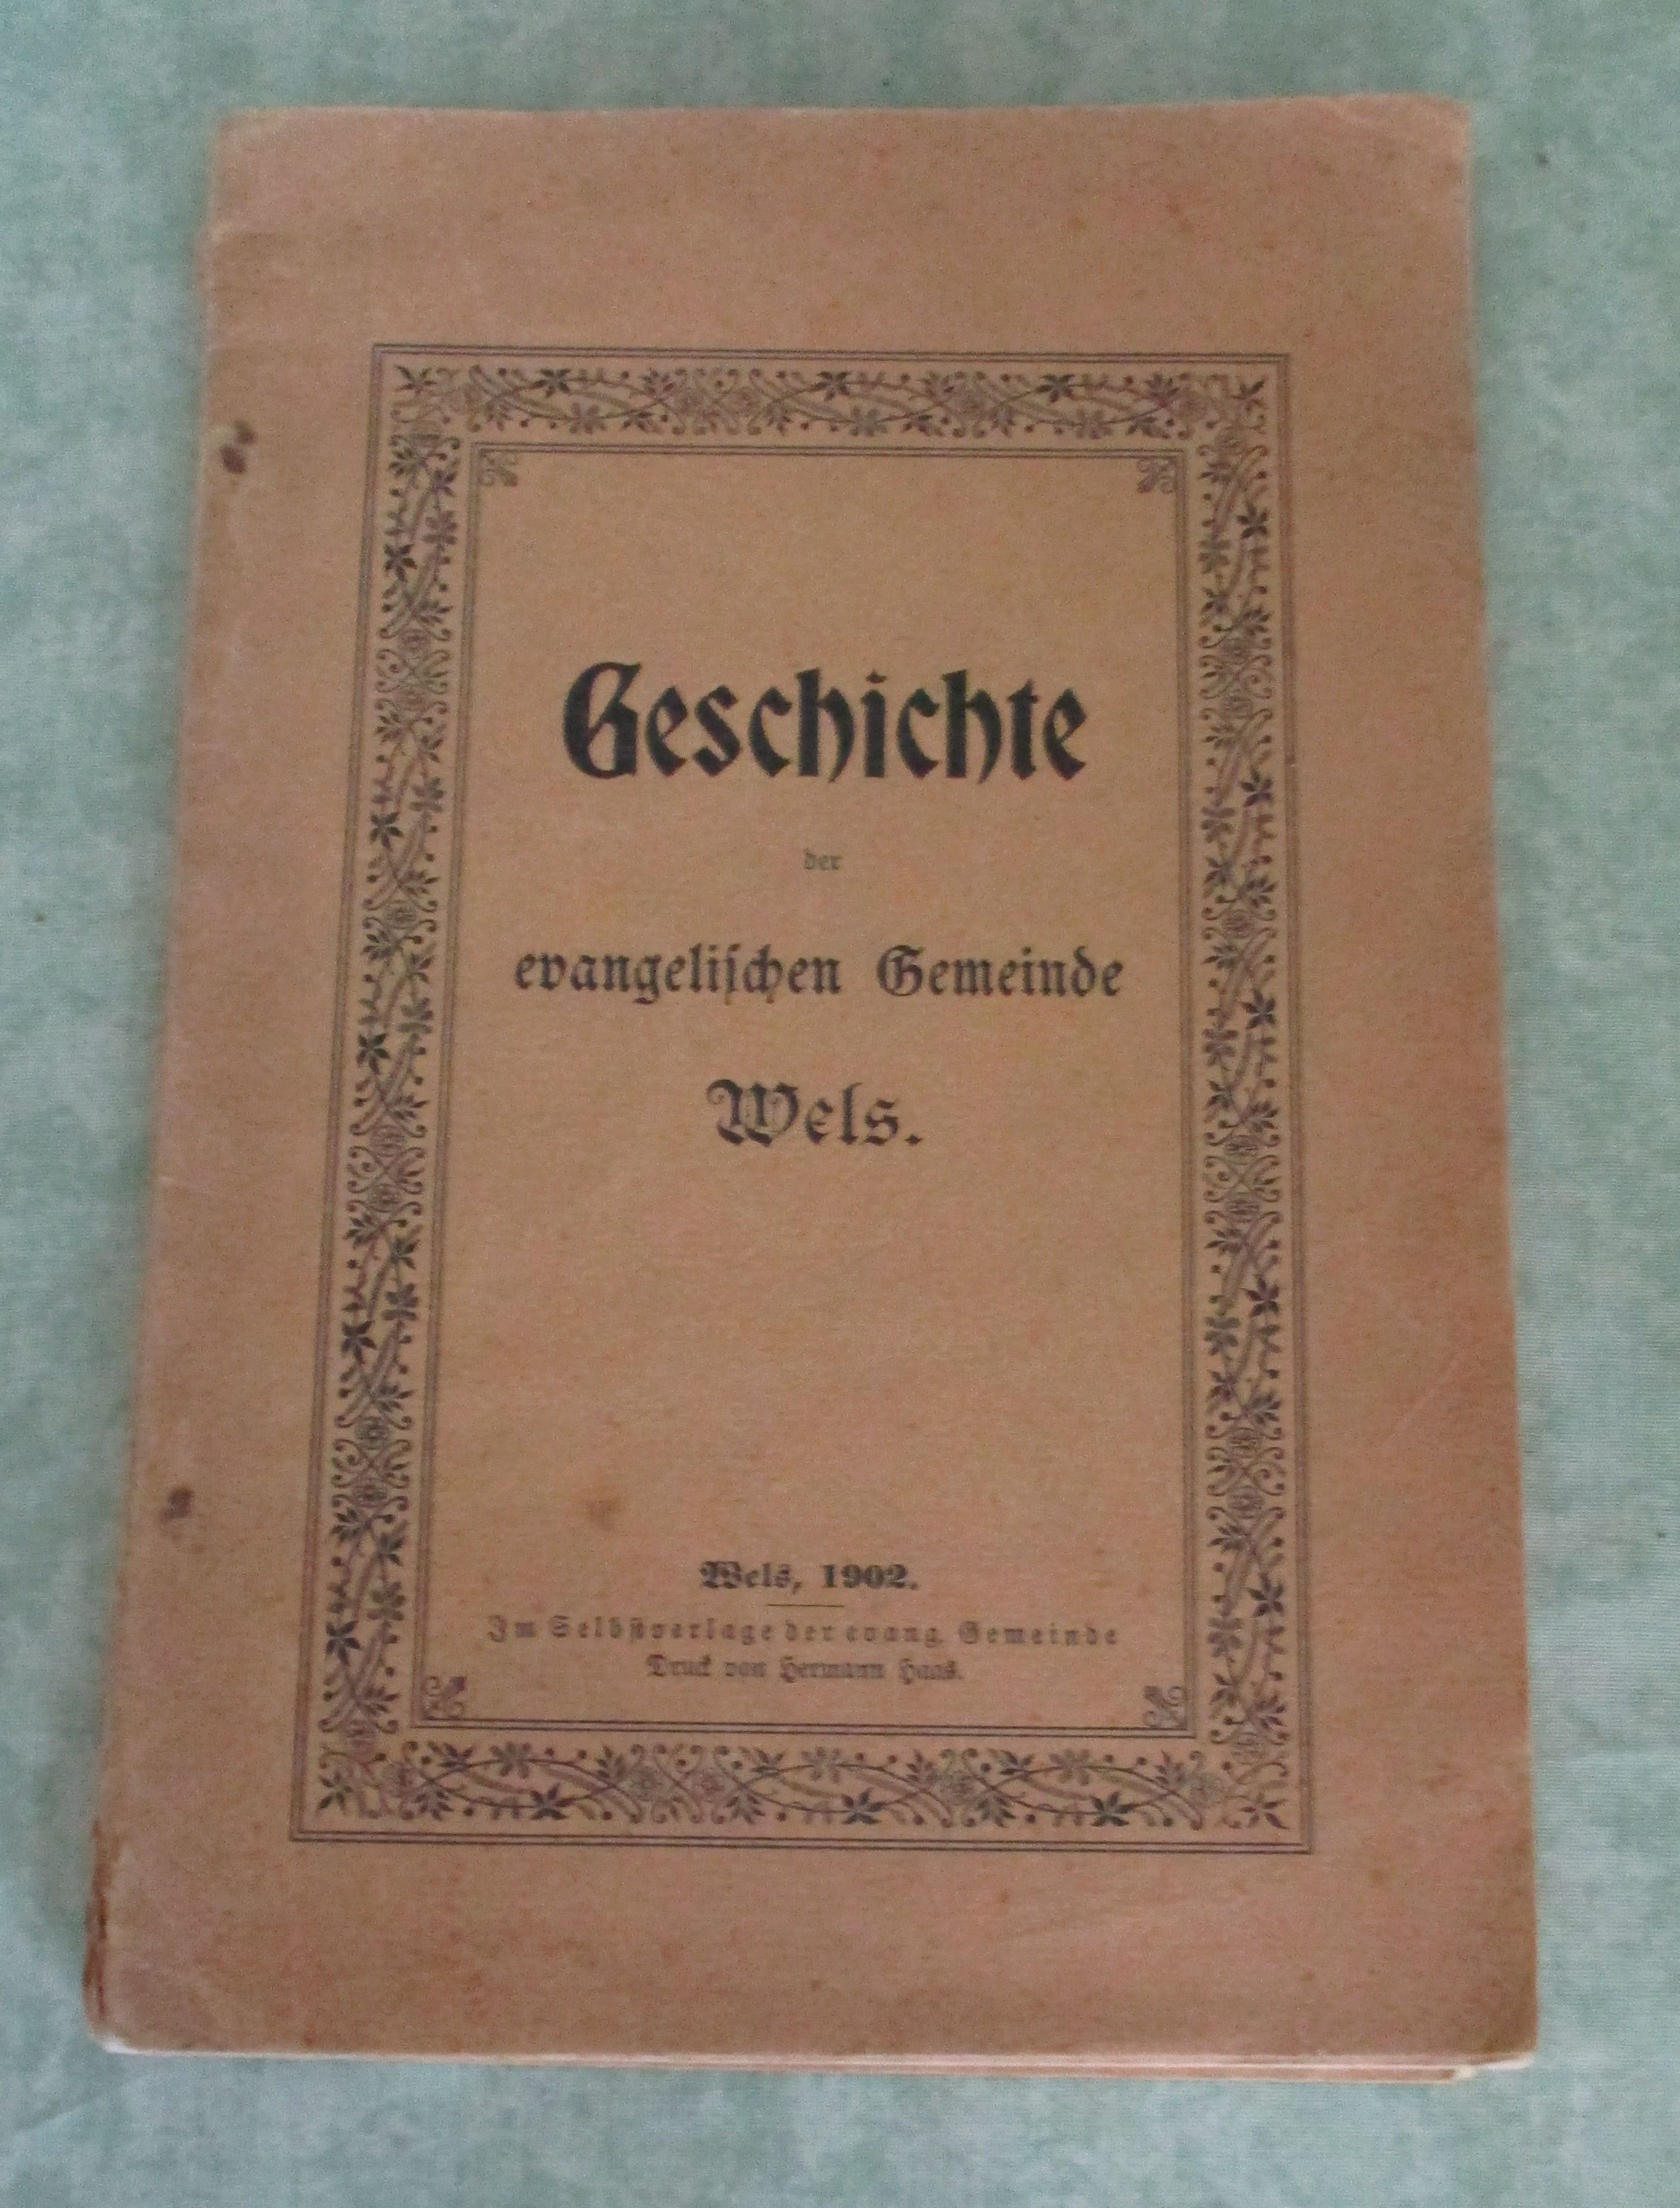 Geschichte
der
evangeliſchen Gemeinde
Wels.
Wels, 1902.
Im Selbſtverlage der evang. Gemeinde
Druck von Hermann Haas.